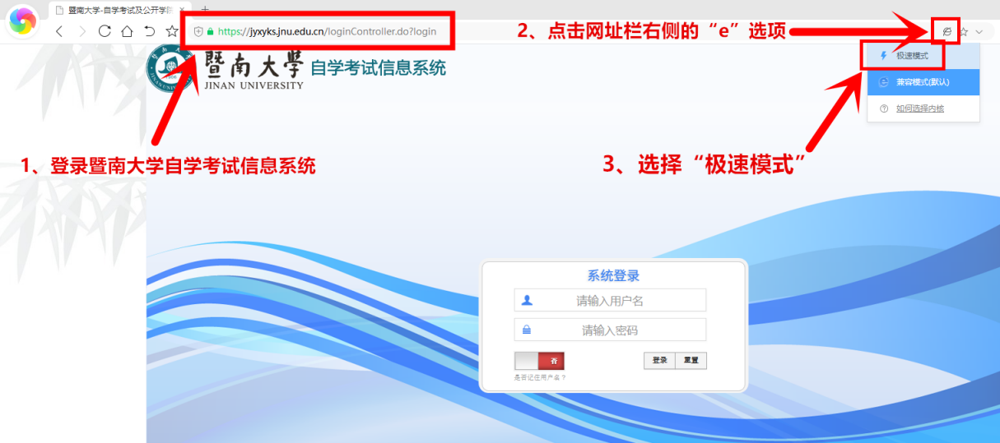 暨南大学-自学考试及公开学院
https://jyxyks.jnu.edu.cn/loginController.do?login
2、点击网址栏右侧的“e”选项
极速模式
兼容模式(默认)
如何选择内核
暨南大學
JINAN UNIVERSITY
自学考试信息系统
1、登录暨南大学自学考试信息系统
3、选择“极速模式”
系统登录
请输入用户名
请输入密码
否
登录
重置
是否记住用户名？